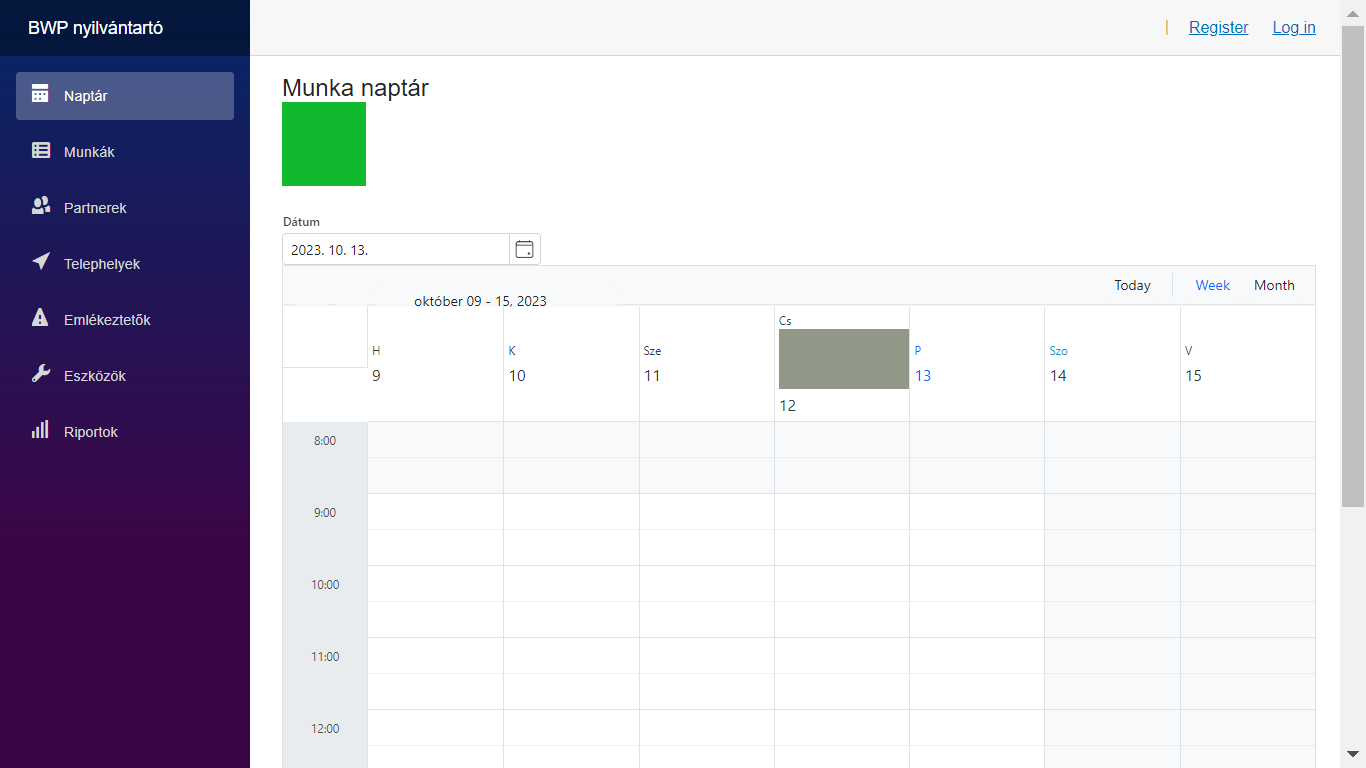 BWP nyilvántartó
| Register Log in
Naptár
Munkák
Partnerek
Telephelyek
Emlékeztetők
Eszközök
Riportok
Munka naptár
Dátum
2023. 10. 13.
október 09 - 15, 2023
Today Week Month
H K Sze Cs P Szo V
9 10 11 12 13 14 15
8:00
9:00
10:00
11:00
12:00